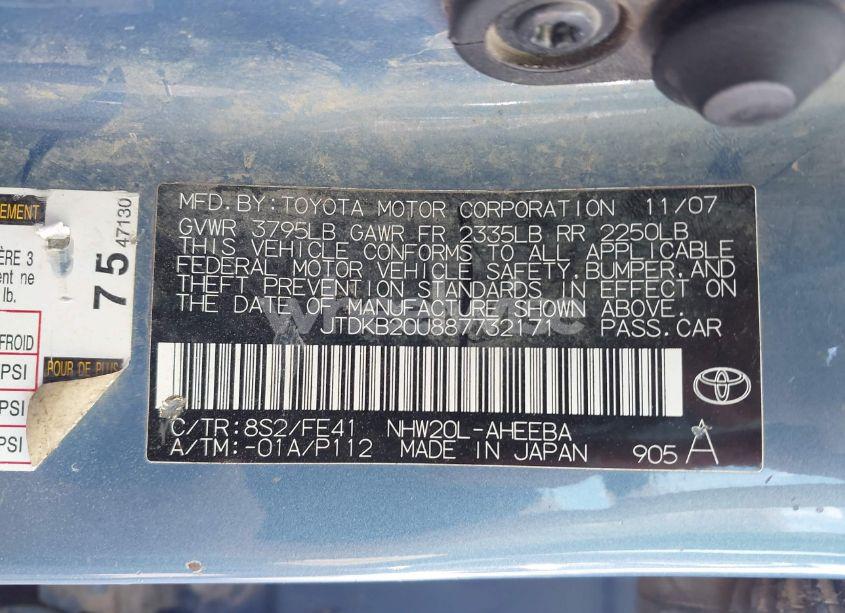 EMENT
ÈRE 3
ent ne
lb.
75
47130
FROID
PSI
POUR DE PLUS
PSI
PSI
MFD. BY: TOYOTA MOTOR CORPORATION 11/07
GVWR 3795LB GAWR FR 2335LB RR 2250LB
THIS VEHICLE CONFORMS TO ALL APPLICABLE
FEDERAL MOTOR VEHICLE SAFETY, BUMPER, AND
THEFT PREVENTION STANDARDS IN EFFECT ON
THE DATE OF MANUFACTURE SHOWN ABOVE.
JTDKB20U887732171 PASS.CAR
C/TR: 8S2/FE41 NHW20L-AHEEBA
A/TM: -01A/P112 MADE IN JAPAN 905 A